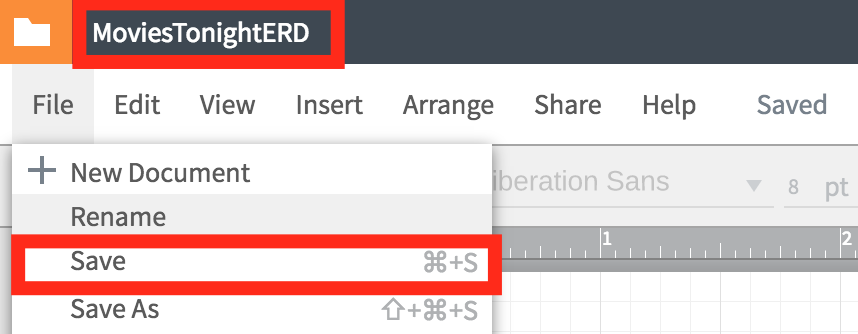 MoviesTonightERD
File Edit View Insert Arrange Share Help Saved
New Document
iberation Sans 8 pt
Rename
1 2
Save ⌘+S
Save As ⇧+⌘+S